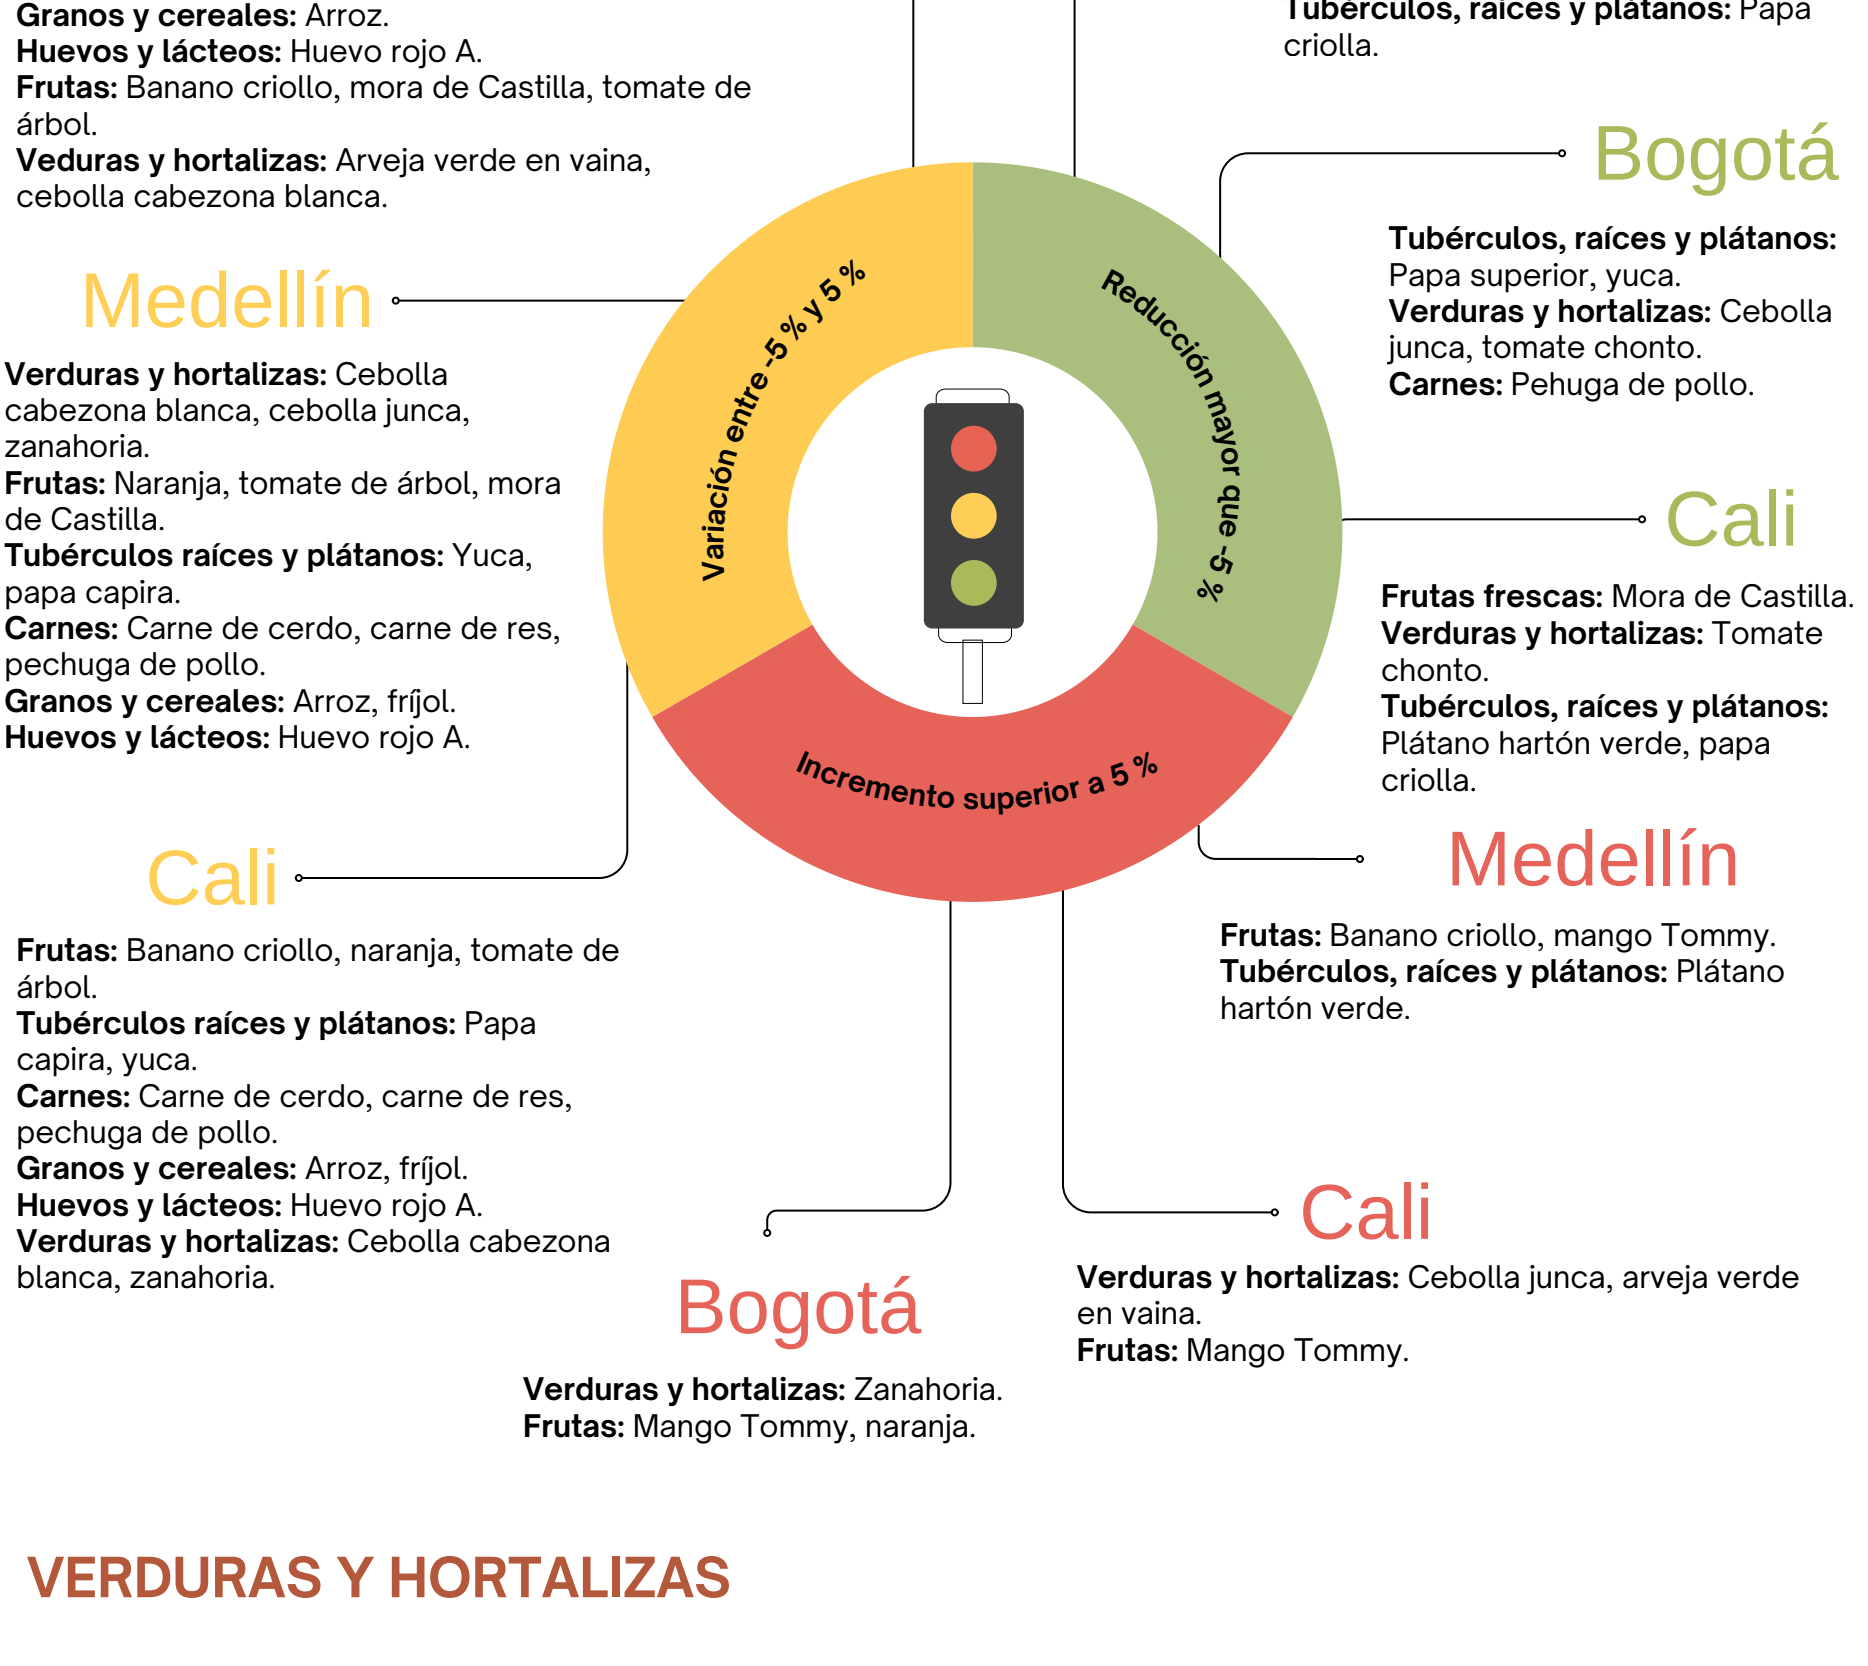 Granos y cereales: Arroz.
Huevos y lácteos: Huevo rojo A.
Frutas: Banano criollo, mora de Castilla, tomate de
árbol.
Veduras y hortalizas: Arveja verde en vaina,
cebolla cabezona blanca.
Tubérculos, raíces y plátanos: Papa
criolla.
Bogotá
Tubérculos, raíces y plátanos:
Papa superior, yuca.
Verduras y hortalizas: Cebolla
junca, tomate chonto.
Carnes: Pehuga de pollo.
Medellín
Verduras y hortalizas: Cebolla
cabezona blanca, cebolla junca,
zanahoria.
Frutas: Naranja, tomate de árbol, mora
de Castilla.
Tubérculos raíces y plátanos: Yuca,
papa capira.
Carnes: Carne de cerdo, carne de res,
pechuga de pollo.
Granos y cereales: Arroz, fríjol.
Huevos y lácteos: Huevo rojo A.
Variación entre -5 % y 5 %
Reducción mayor que -5 %
Incremento superior a 5 %
Cali
Frutas frescas: Mora de Castilla.
Verduras y hortalizas: Tomate
chonto.
Tubérculos, raíces y plátanos:
Plátano hartón verde, papa
criolla.
Medellín
Frutas: Banano criollo, mango Tommy.
Tubérculos, raíces y plátanos: Plátano
hartón verde.
Cali
Frutas: Banano criollo, naranja, tomate de
árbol.
Tubérculos raíces y plátanos: Papa
capira, yuca.
Carnes: Carne de cerdo, carne de res,
pechuga de pollo.
Granos y cereales: Arroz, fríjol.
Huevos y lácteos: Huevo rojo A.
Verduras y hortalizas: Cebolla cabezona
blanca, zanahoria.
Cali
Verduras y hortalizas: Cebolla junca, arveja verde
en vaina.
Frutas: Mango Tommy.
Bogotá
Verduras y hortalizas: Zanahoria.
Frutas: Mango Tommy, naranja.
VERDURAS Y HORTALIZAS